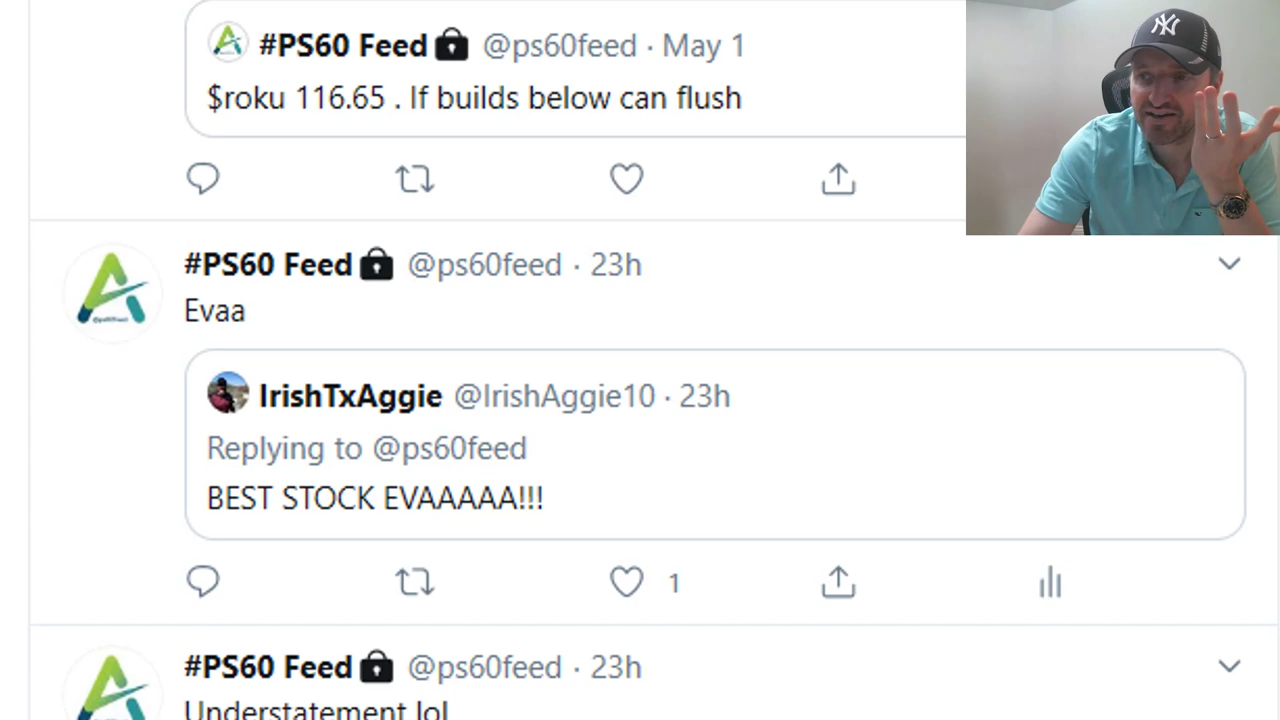 #PS60 Feed @ps60feed · May 1
$roku 116.65 . If builds below can flush
NY
#PS60 Feed @ps60feed · 23h
Evaa
IrishTxAggie @IrishAggie10 · 23h
Replying to @ps60feed
BEST STOCK EVAAAAA!!!
1
#PS60 Feed @ps60feed · 23h
Understatement lol